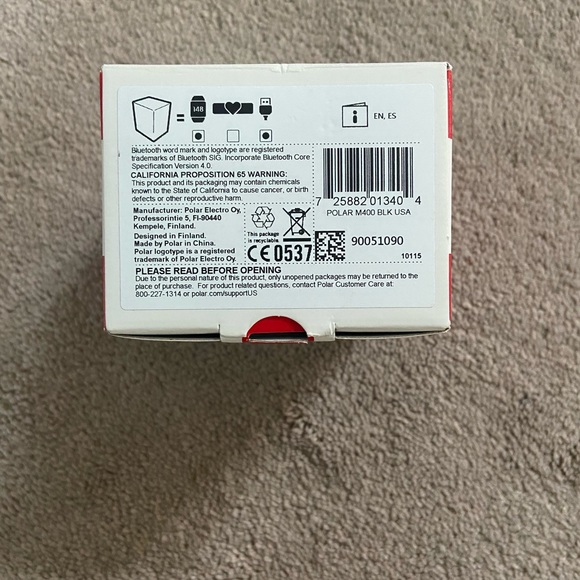 148
EN, ES
Bluetooth word mark and logotype are registered
trademarks of Bluetooth SIG. Incorporate Bluetooth Core
Specification Version 4.0.
CALIFORNIA PROPOSITION 65 WARNING:
This product and its packaging may contain chemicals
known to the State of California to cause cancer, or birth
defects or other reproductive harm.
7 25882 01340 4
POLAR M400 BLK USA
Manufacturer: Polar Electro Oy,
Professorintie 5, FI-90440
Kempele, Finland.
Designed in Finland.
Made by Polar in China.
Polar logotype is a registered
trademark of Polar Electro Oy.
This package
is recyclable.
CE 0537
90051090
10115
PLEASE READ BEFORE OPENING
Due to the personal nature of this product, only unopened packages may be returned to the
place of purchase. For product related questions, contact Polar Customer Care at:
800-227-1314 or polar.com/supportUS